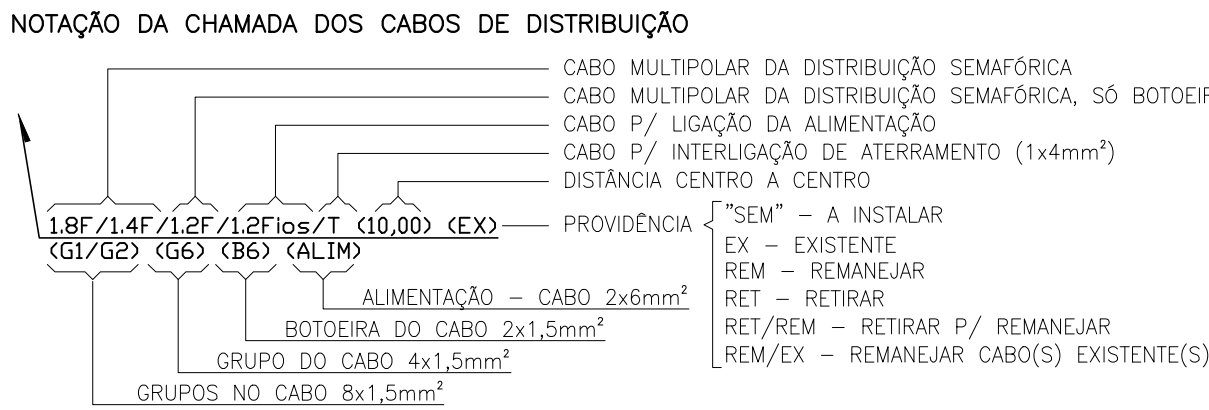 NOTAÇÃO DA CHAMADA DOS CABOS DE DISTRIBUIÇÃO
CABO MULTIPOLAR DA DISTRIBUIÇÃO SEMAFÓRICA
CABO MULTIPOLAR DA DISTRIBUIÇÃO SEMAFÓRICA, SÓ
CABO P/ LIGAÇÃO DA ALIMENTAÇÃO
CABO P/ INTERLIGAÇÃO DE ATERRAMENTO (1x4mm²)
DISTÂNCIA CENTRO A CENTRO
1.8F/1.4F/1.2F/1.2Fios/T (10,00) (EX)
PROVIDÊNCIA
"SEM" – A INSTALAR
EX – EXISTENTE
REM – REMANEJAR
RET – RETIRAR
RET/REM – RETIRAR P/ REMANEJAR
REM/EX – REMANEJAR CABO(S) EXISTENTE(S)
(G1/G2) (G6) (B6) (ALIM)
ALIMENTAÇÃO – CABO 2x6mm²
BOTOEIRA DO CABO 2x1,5mm²
GRUPO DO CABO 4x1,5mm²
GRUPOS NO CABO 8x1,5mm²